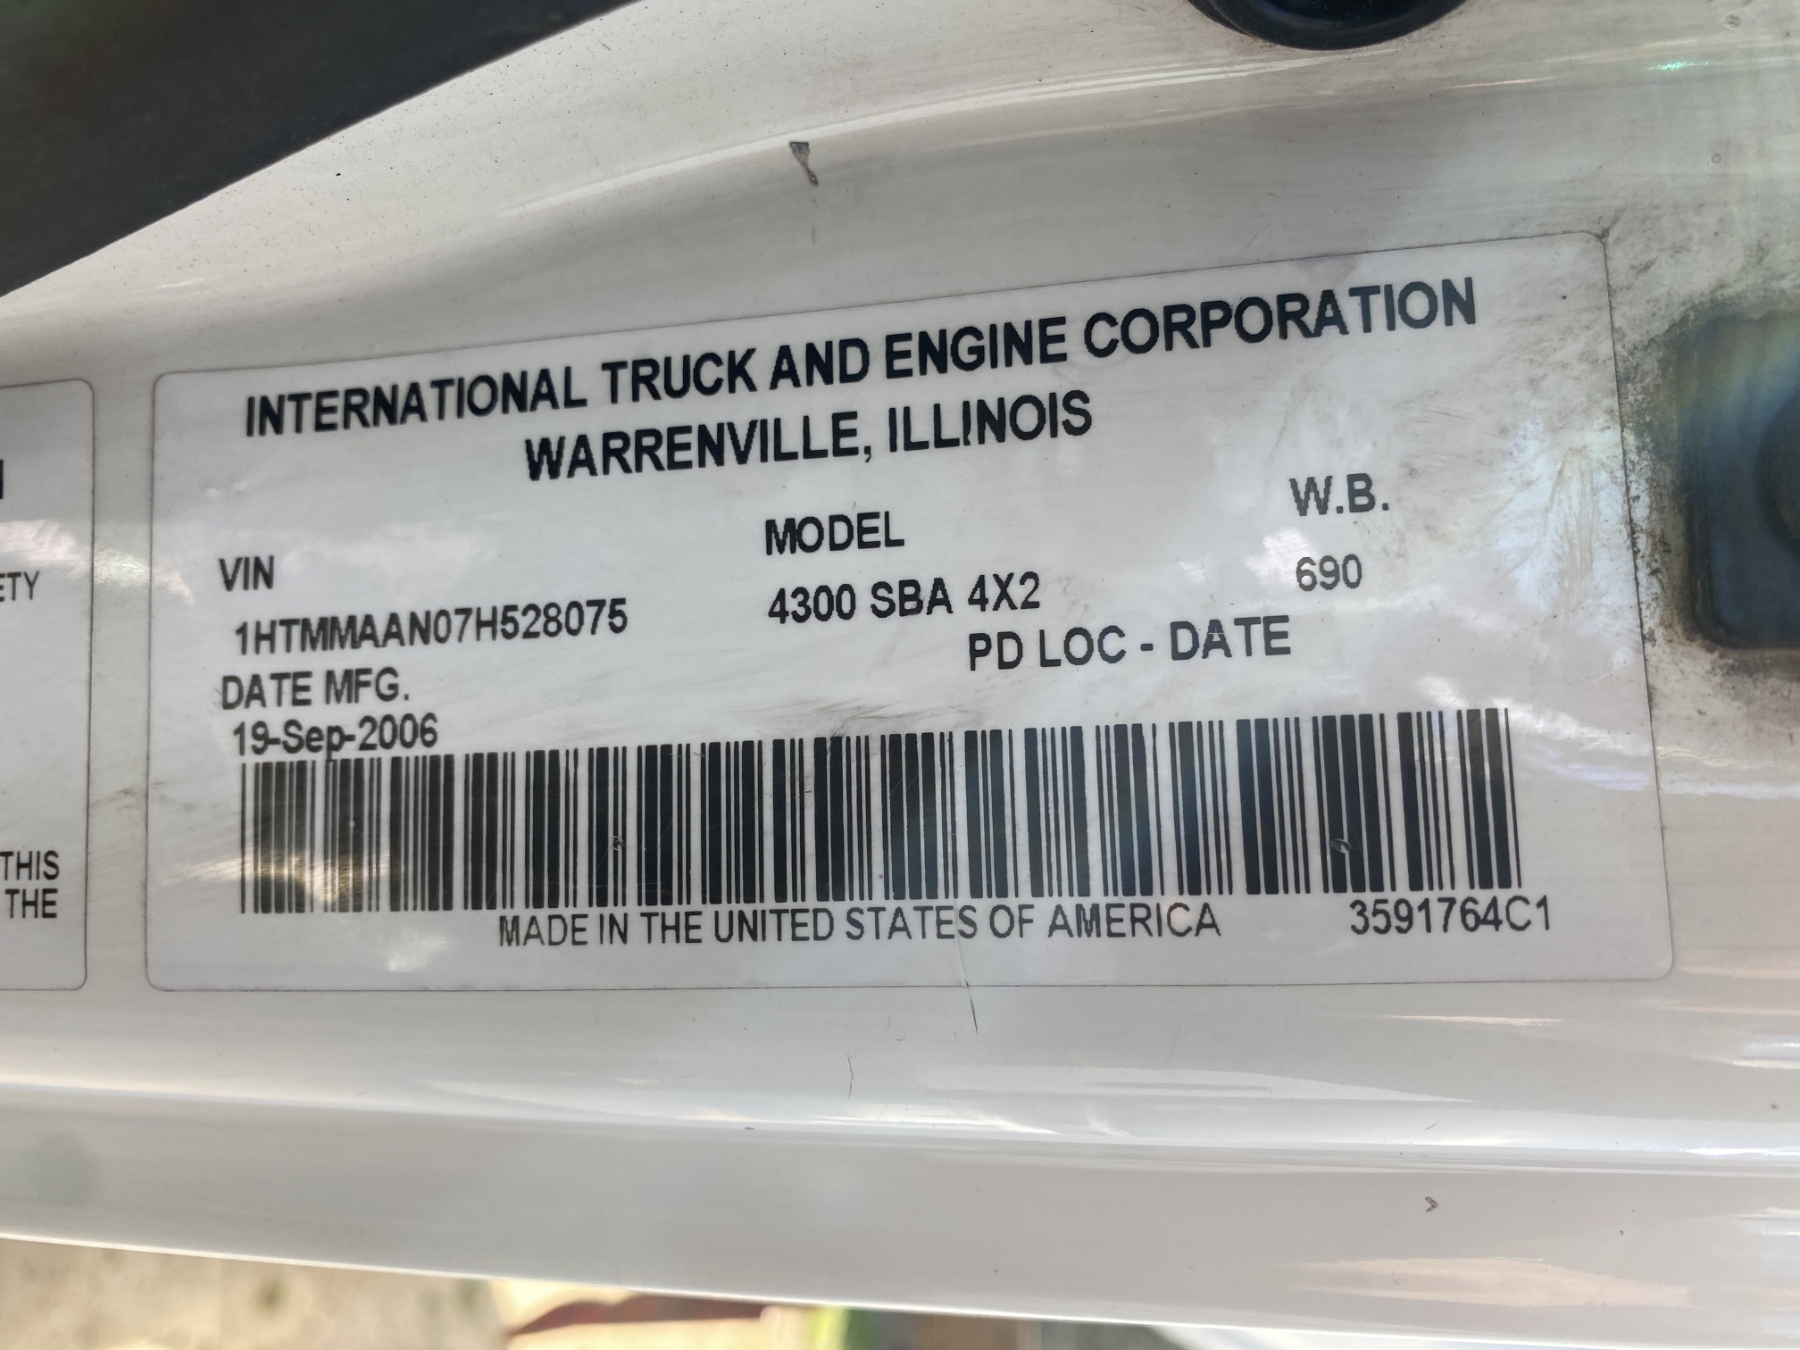 INTERNATIONAL TRUCK AND ENGINE CORPORATION
WARRENVILLE, ILLINOIS
VIN MODEL W.B.
1HTMMAAN07H528075 4300 SBA 4X2 690
DATE MFG. PD LOC - DATE
19-Sep-2006
MADE IN THE UNITED STATES OF AMERICA 3591764C1
ETY
THIS
THE